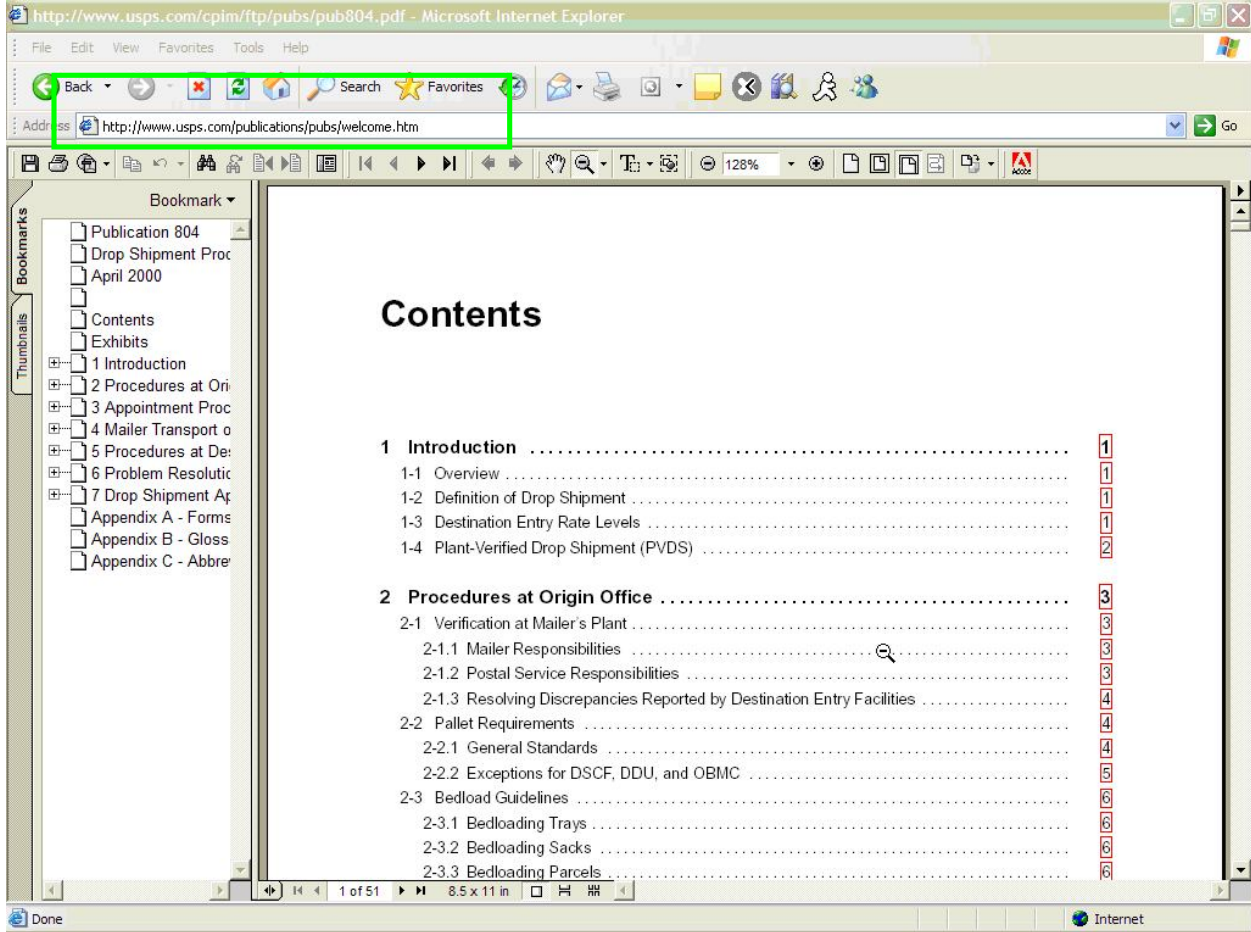 http://www.usps.com/cpim/ftp/pubs/pub804.pdf - Microsoft Internet Explorer
File Edit View Favorites Tools Help
Back Search Favorites
Address http://www.usps.com/publications/pubs/welcome.htm Go
128% Adobe
Bookmarks
Thumbnails
Bookmark
Publication 804
Drop Shipment Proc
April 2000
Contents
Exhibits
1 Introduction
2 Procedures at Ori
3 Appointment Proc
4 Mailer Transport o
5 Procedures at De
6 Problem Resolutio
7 Drop Shipment Ap
Appendix A - Forms
Appendix B - Gloss
Appendix C - Abbre
Contents
1 Introduction . . . . . . . . . . 1
1-1 Overview . . . . . . . . . . 1
1-2 Definition of Drop Shipment . . . . . . . . . . 1
1-3 Destination Entry Rate Levels . . . . . . . . . . 1
1-4 Plant-Verified Drop Shipment (PVDS) . . . . . . . . . . 2
2 Procedures at Origin Office . . . . . . . . . . 3
2-1 Verification at Mailer's Plant . . . . . . . . . . 3
2-1.1 Mailer Responsibilities . . . . . . . . . . 3
2-1.2 Postal Service Responsibilities . . . . . . . . . . 3
2-1.3 Resolving Discrepancies Reported by Destination Entry Facilities . . . . . . . . . . 4
2-2 Pallet Requirements . . . . . . . . . . 4
2-2.1 General Standards . . . . . . . . . . 4
2-2.2 Exceptions for DSCF, DDU, and OBMC . . . . . . . . . . 5
2-3 Bedload Guidelines . . . . . . . . . . 6
2-3.1 Bedloading Trays . . . . . . . . . . 6
2-3.2 Bedloading Sacks . . . . . . . . . . 6
2-3.3 Bedloading Parcels . . . . . . . . . . 6
1 of 51 8.5 x 11 in
Done Internet